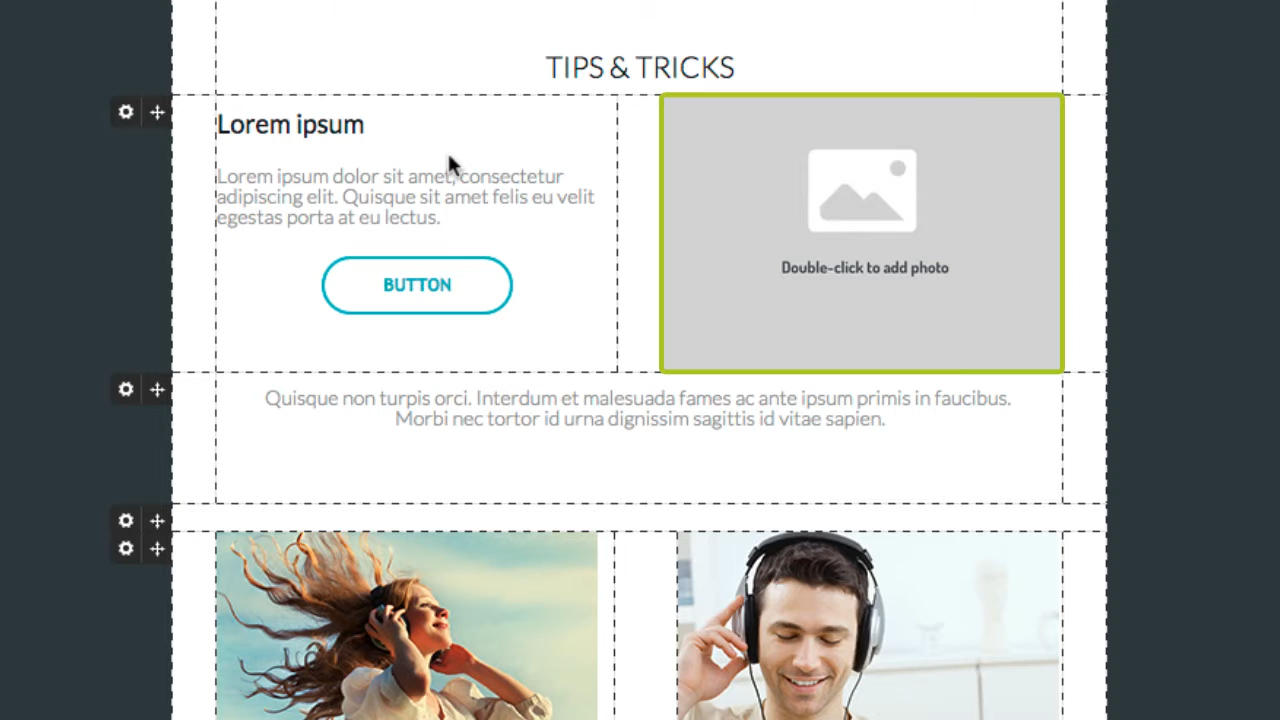 TIPS & TRICKS
Lorem ipsum
Lorem ipsum dolor sit amet, consectetur
adipiscing elit. Quisque sit amet felis eu velit
egestas porta at eu lectus.
BUTTON
Double-click to add photo
Quisque non turpis orci. Interdum et malesuada fames ac ante ipsum primis in faucibus.
Morbi nec tortor id urna dignissim sagittis id vitae sapien.